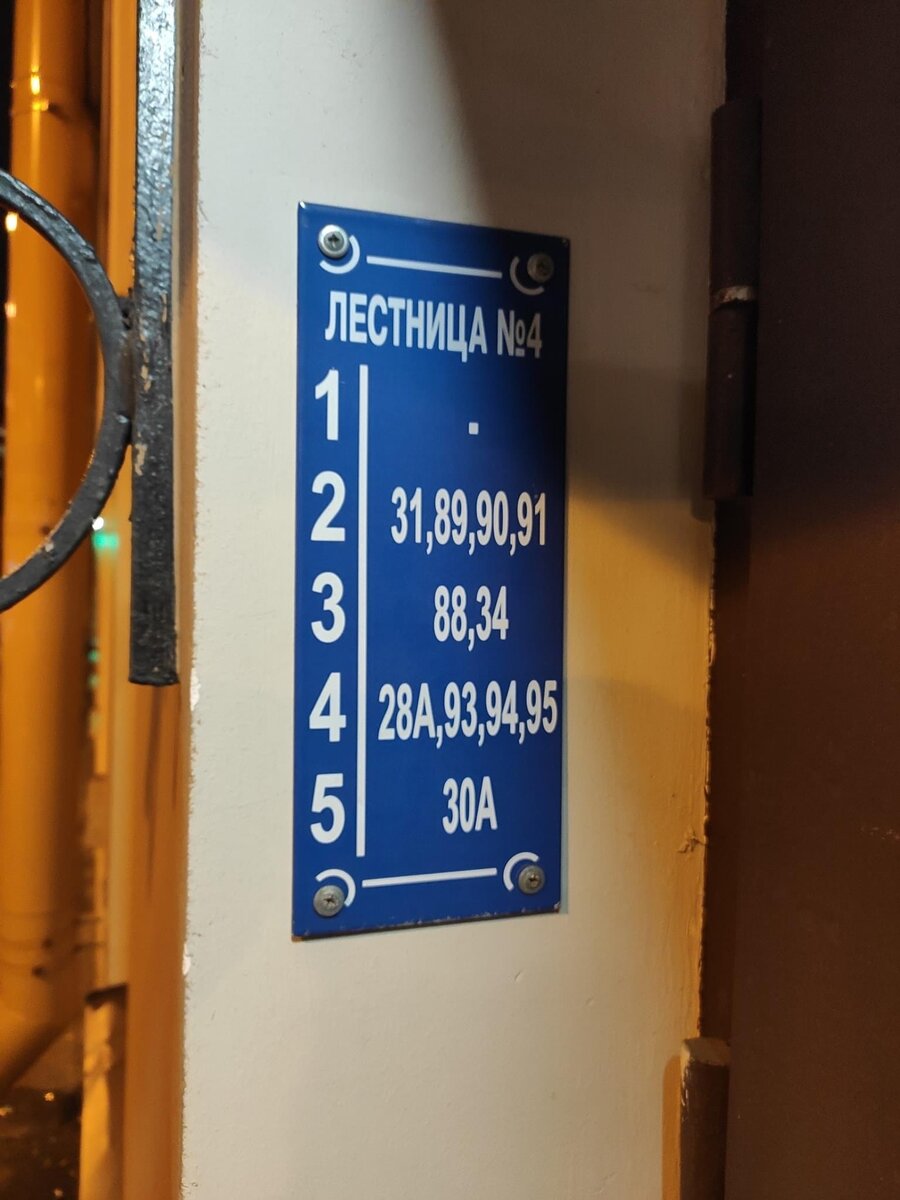 ЛЕСТНИЦА №4
1 .
2 31,89,90,91
3 88,34
4 28А,93,94,95
5 30А